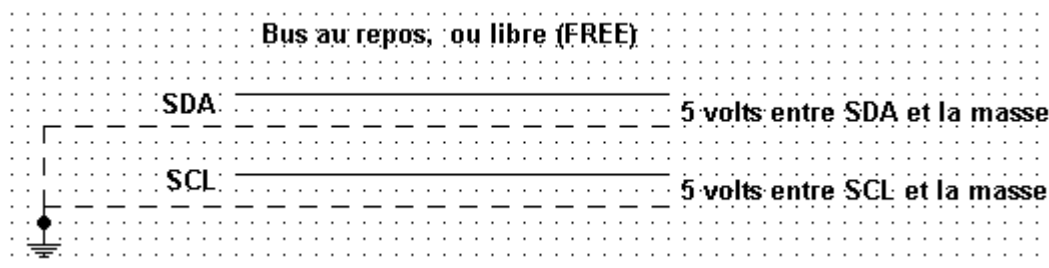 Bus au repos, ou libre (FREE)
SDA
5 volts entre SDA et la masse
SCL
5 volts entre SCL et la masse